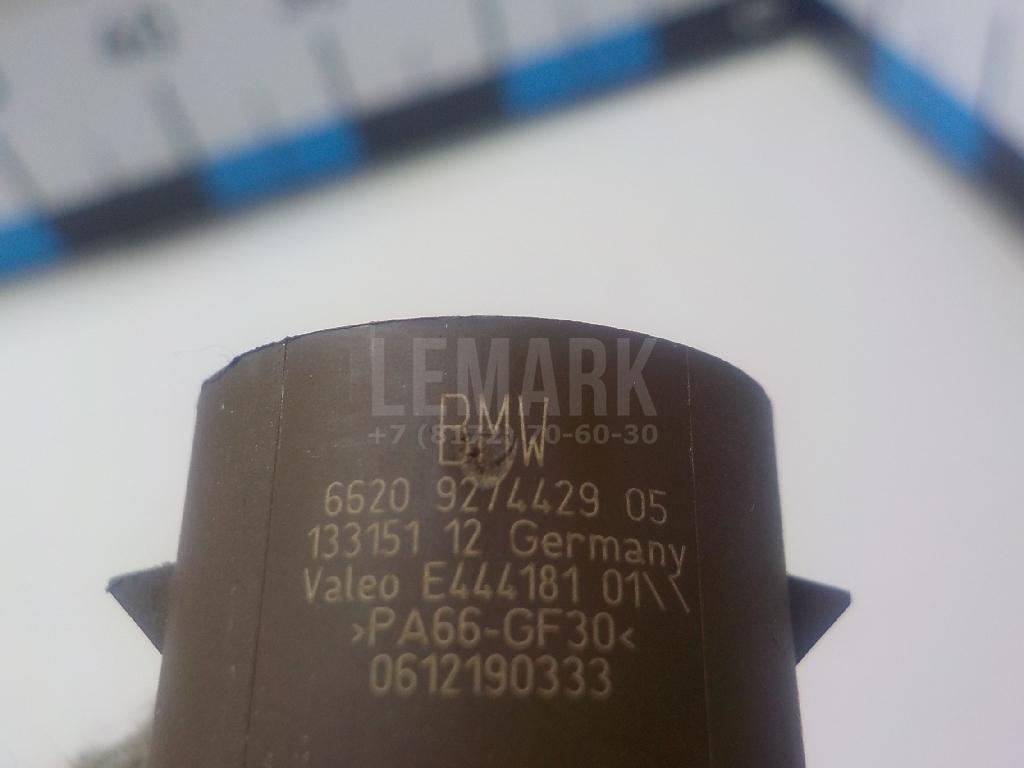 40
LEMARK
+7 (8172) 70-60-30
BMW
6620 9274429 05
133151 12 Germany
Valeo E444181 01\\
>PA66-GF30<
0612190333